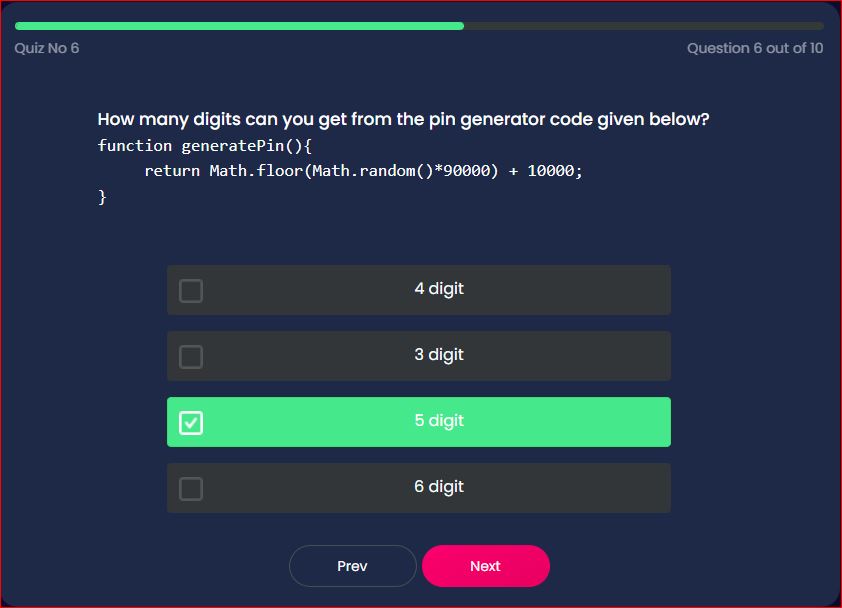 Quiz No 6
Question 6 out of 10
How many digits can you get from the pin generator code given below?
function generatePin(){
return Math.floor(Math.random()*90000) + 10000;
}
4 digit
3 digit
5 digit
6 digit
Prev
Next